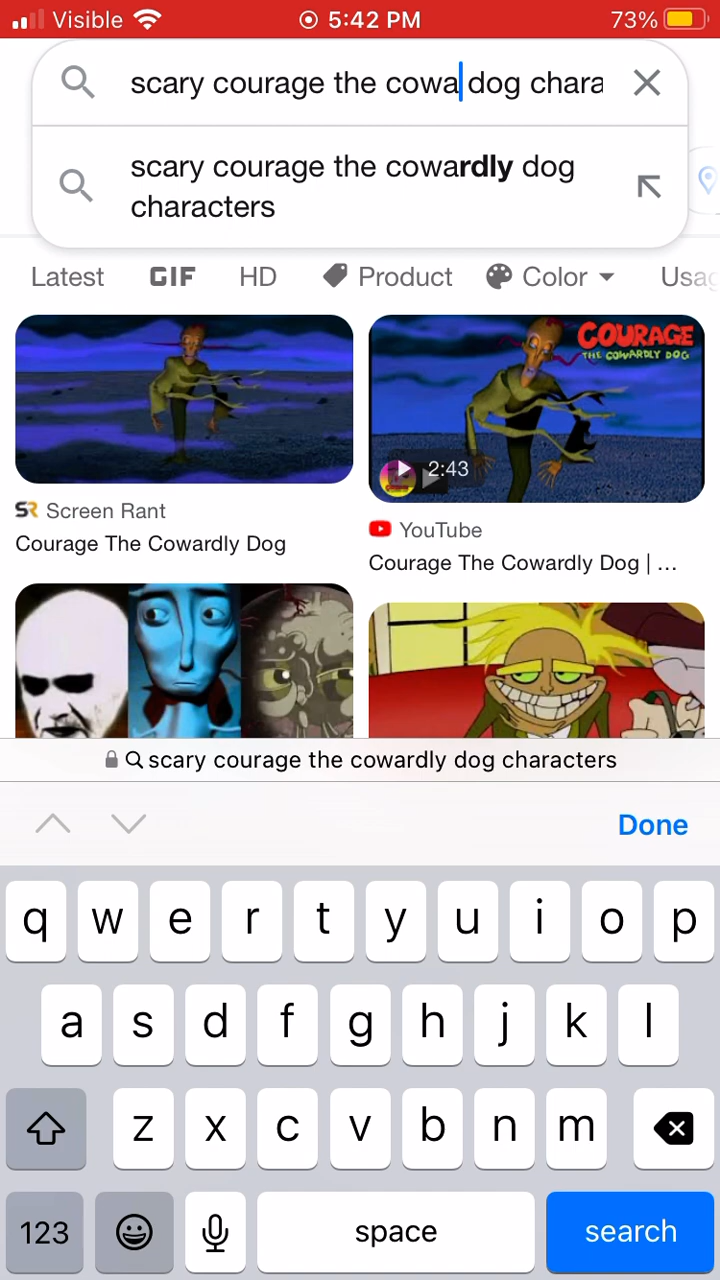 Visible 5:42 PM 73%
scary courage the cowa dog chara
scary courage the cowardly dog
characters
Latest GIF HD Product Color Usag
COURAGE
THE COWARDLY DOG
2:43
SR Screen Rant
Courage The Cowardly Dog
YouTube
Courage The Cowardly Dog | ...
scary courage the cowardly dog characters
Done
q w e r t y u i o p
a s d f g h j k l
z x c v b n m
123 space search